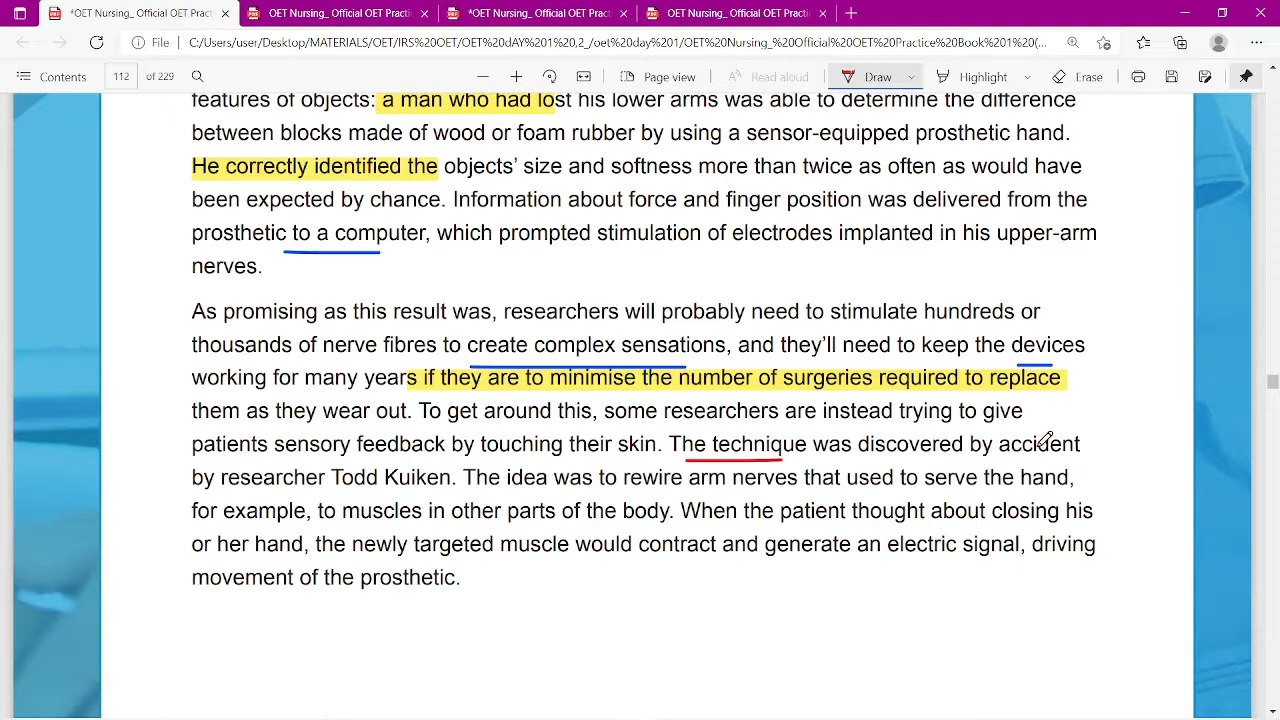 *OET Nursing_ Official OET Practi
OET Nursing_ Official OET Practic
*OET Nursing_ Official OET Practi
OET Nursing_ Official OET Practic
File
C:/Users/user/Desktop/MATERIALS/OET/IRS%20OET/OET%20dAY%201%20,2_/oet%20day%201/OET%20Nursing_%20Official%20OET%20Practice%20Book%201%20(...
Contents
112
of 229
Page view
Read aloud
Draw
Highlight
Erase
features of objects: a man who had lost his lower arms was able to determine the difference
between blocks made of wood or foam rubber by using a sensor-equipped prosthetic hand.
He correctly identified the objects’ size and softness more than twice as often as would have
been expected by chance. Information about force and finger position was delivered from the
prosthetic to a computer, which prompted stimulation of electrodes implanted in his upper-arm
nerves.
As promising as this result was, researchers will probably need to stimulate hundreds or
thousands of nerve fibres to create complex sensations, and they’ll need to keep the devices
working for many years if they are to minimise the number of surgeries required to replace
them as they wear out. To get around this, some researchers are instead trying to give
patients sensory feedback by touching their skin. The technique was discovered by accident
by researcher Todd Kuiken. The idea was to rewire arm nerves that used to serve the hand,
for example, to muscles in other parts of the body. When the patient thought about closing his
or her hand, the newly targeted muscle would contract and generate an electric signal, driving
movement of the prosthetic.